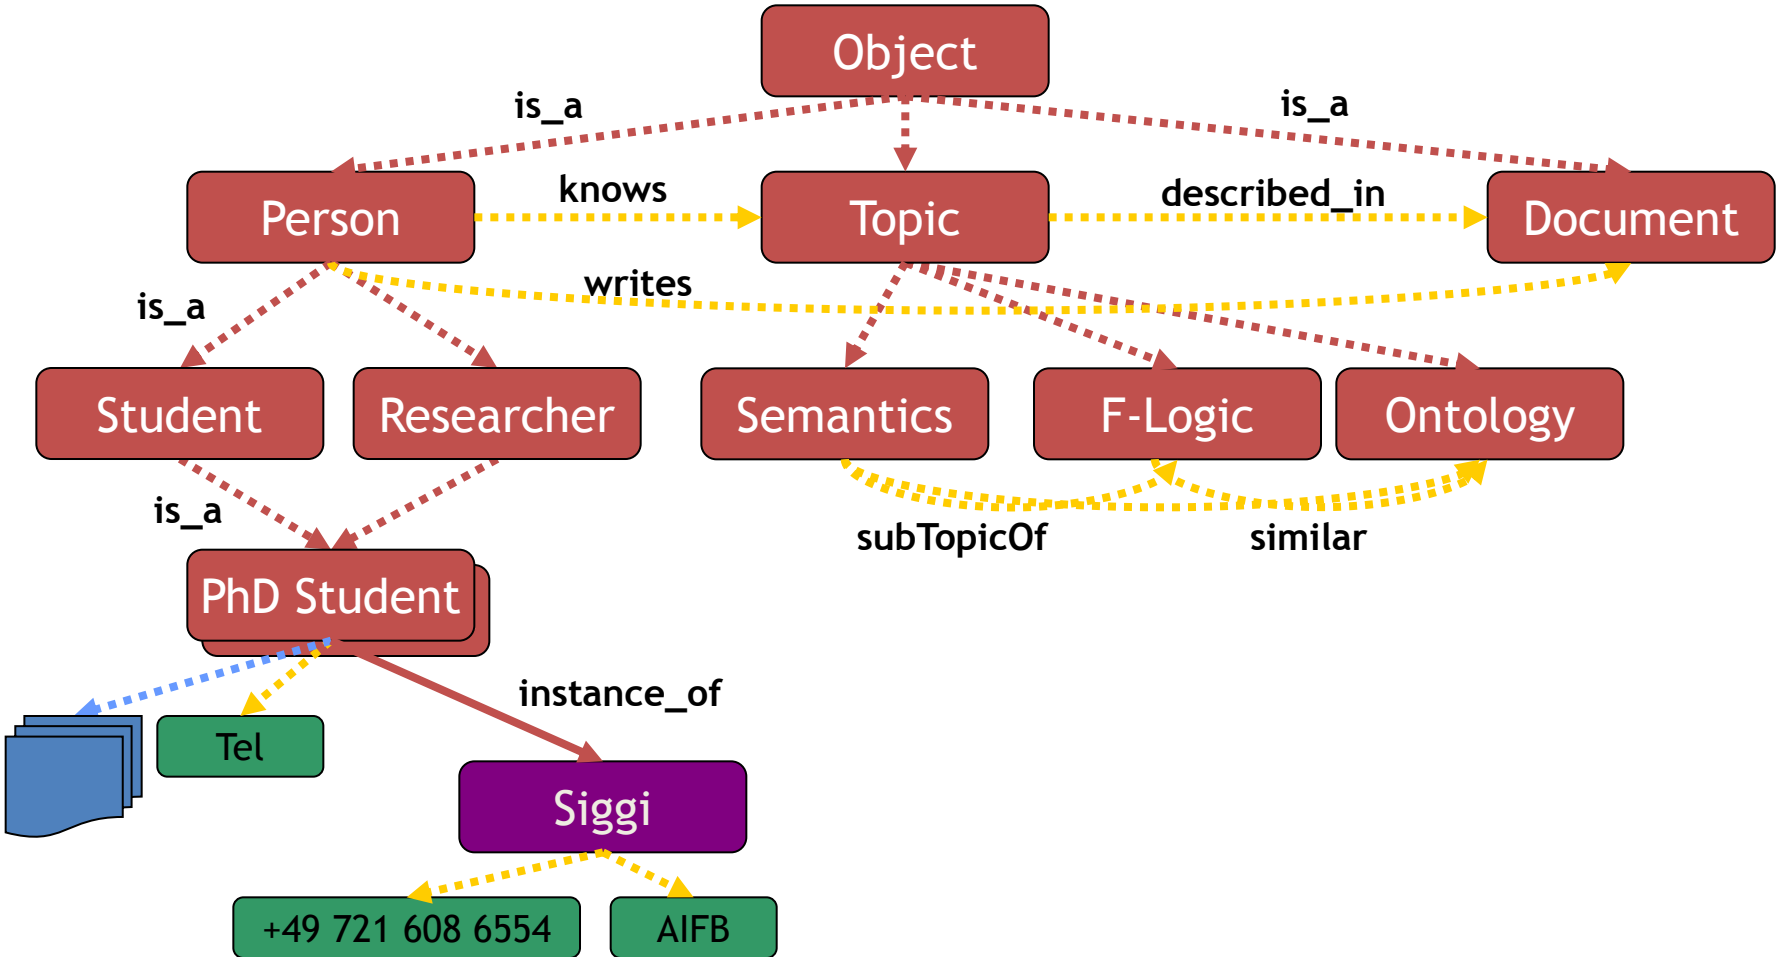 Object
is_a
is_a
Person
knows
Topic
described_in
Document
writes
is_a
Student
Researcher
Semantics
F-Logic
Ontology
is_a
subTopicOf
similar
PhD Student
instance_of
Tel
Siggi
+49 721 608 6554
AIFB